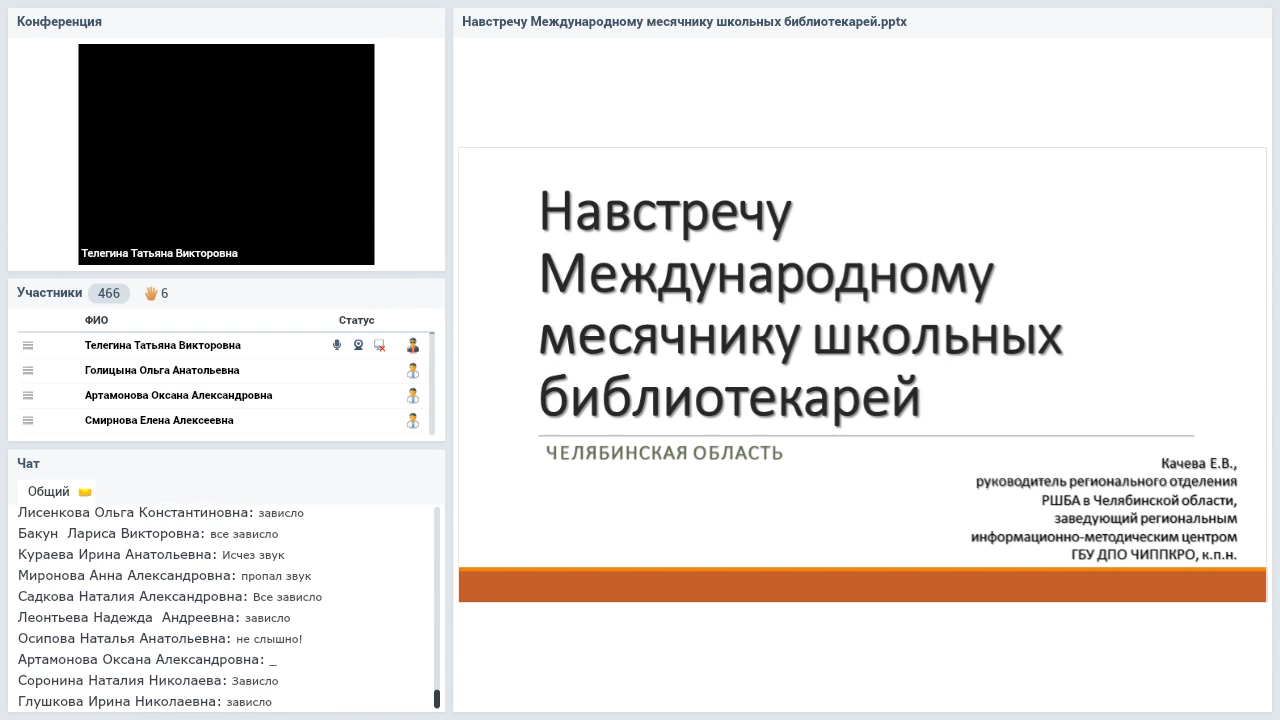 Конференция
Телегина Татьяна Викторовна
Участники 466 6
ФИО Статус
Телегина Татьяна Викторовна
Голицына Ольга Анатольевна
Артамонова Оксана Александровна
Смирнова Елена Алексеевна
Чат
Общий
Лисенкова Ольга Константиновна: зависло
Бакун  Лариса Викторовна: все зависло
Кураева Ирина Анатольевна: Исчез звук
Миронова Анна Александровна: пропал звук
Садкова Наталия Александровна: Все зависло
Леонтьева Надежда  Андреевна: зависло
Осипова Наталья Анатольевна: не слышно!
Артамонова Оксана Александровна: _
Соронина Наталия Николаева: Зависло
Глушкова Ирина Николаевна: зависло
Навстречу Международному месячнику школьных библиотекарей.pptx
Навстречу
Международному
месячнику школьных
библиотекарей
ЧЕЛЯБИНСКАЯ ОБЛАСТЬ
Качева Е.В.,
руководитель регионального отделения
РШБА в Челябинской области,
заведующий региональным
информационно-методическим центром
ГБУ ДПО ЧИППКРО, к.п.н.